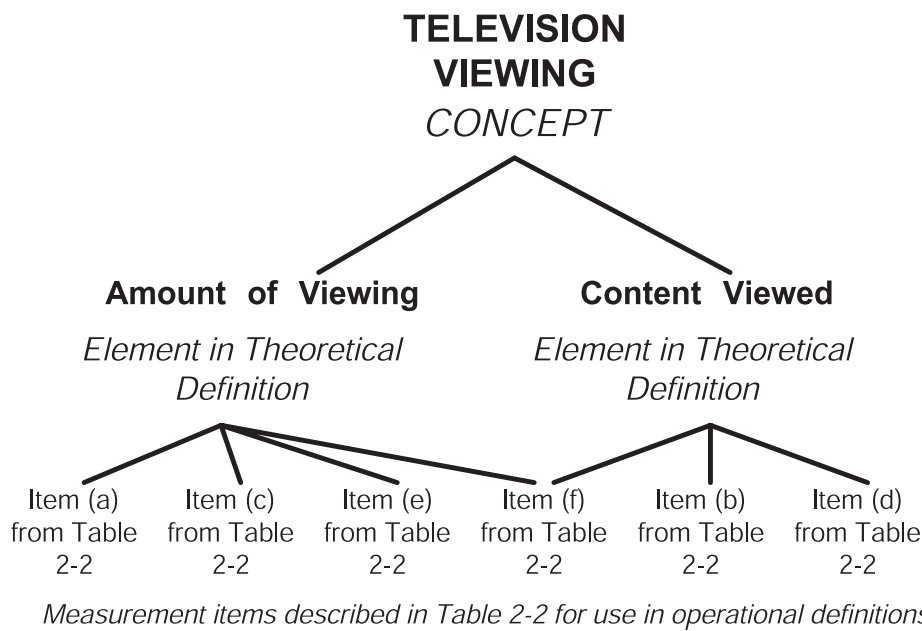 TELEVISION
VIEWING
CONCEPT
Amount of Viewing
Element in Theoretical
Definition
Content Viewed
Element in Theoretical
Definition
Item (a)
from Table
2-2
Item (c)
from Table
2-2
Item (e)
from Table
2-2
Item (f)
from Table
2-2
Item (b)
from Table
2-2
Item (d)
from Table
2-2
Measurement items described in Table 2-2 for use in operational definitions